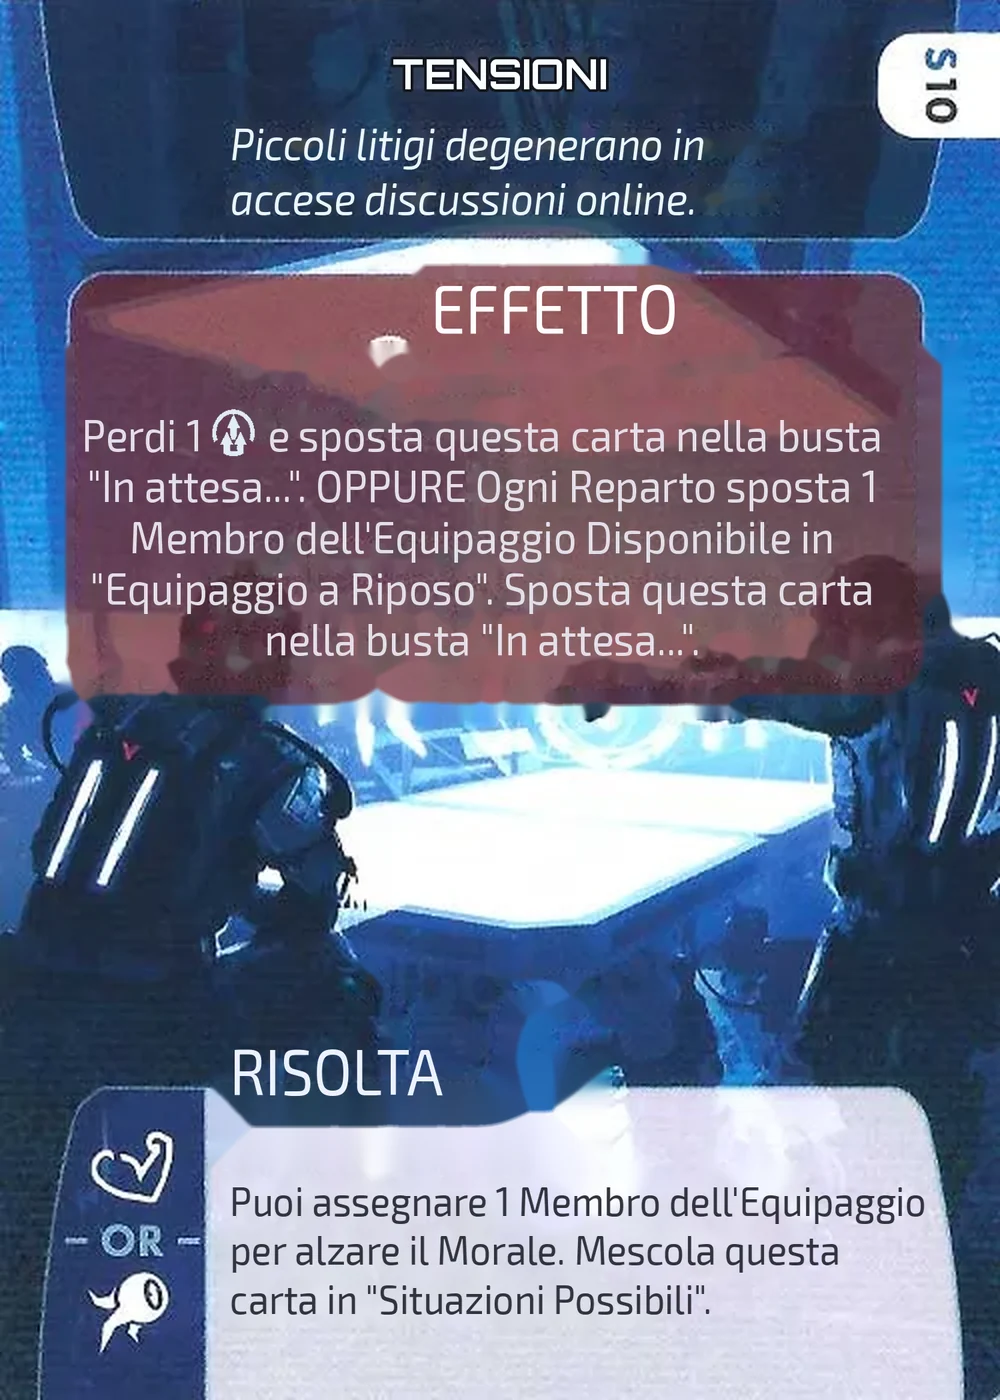 TENSIONI
S10
Piccoli litigi degenerano in
accese discussioni online.
EFFETTO
Perdi 1 e sposta questa carta nella busta
"In attesa...". OPPURE Ogni Reparto sposta 1
Membro dell'Equipaggio Disponibile in
"Equipaggio a Riposo". Sposta questa carta
nella busta "In attesa...".
RISOLTA
- OR -
Puoi assegnare 1 Membro dell'Equipaggio
per alzare il Morale. Mescola questa
carta in "Situazioni Possibili".